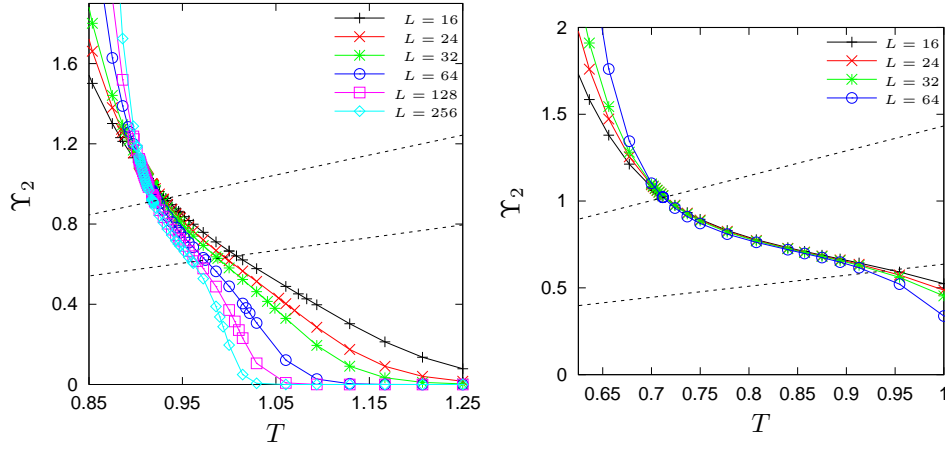 L = 16
L = 24
L = 32
L = 64
L = 128
L = 256
Υ₂
1.6
1.2
0.8
0.4
0
0.85 0.95 1.05 1.15 1.25
T
L = 16
L = 24
L = 32
L = 64
Υ₂
2
1.5
1
0.5
0
0.65 0.7 0.75 0.8 0.85 0.9 0.95 1
T